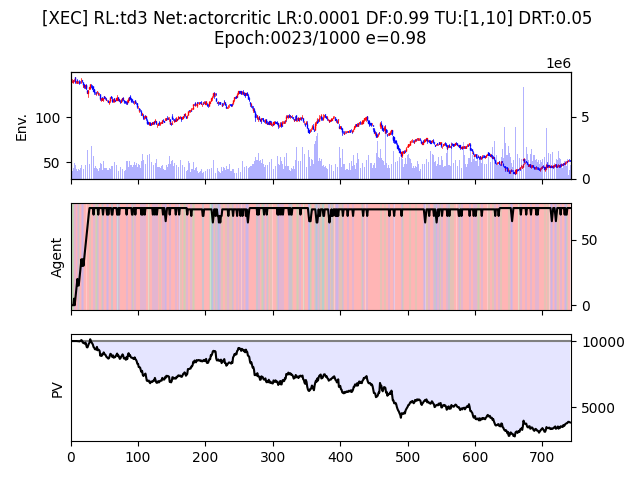 [XEC] RL:td3 Net:actorcritic LR:0.0001 DF:0.99 TU:[1,10] DRT:0.05
Epoch:0023/1000 e=0.98
1e6
Env.
100
50
5
0
Agent
50
0
PV
10000
5000
0 100 200 300 400 500 600 700